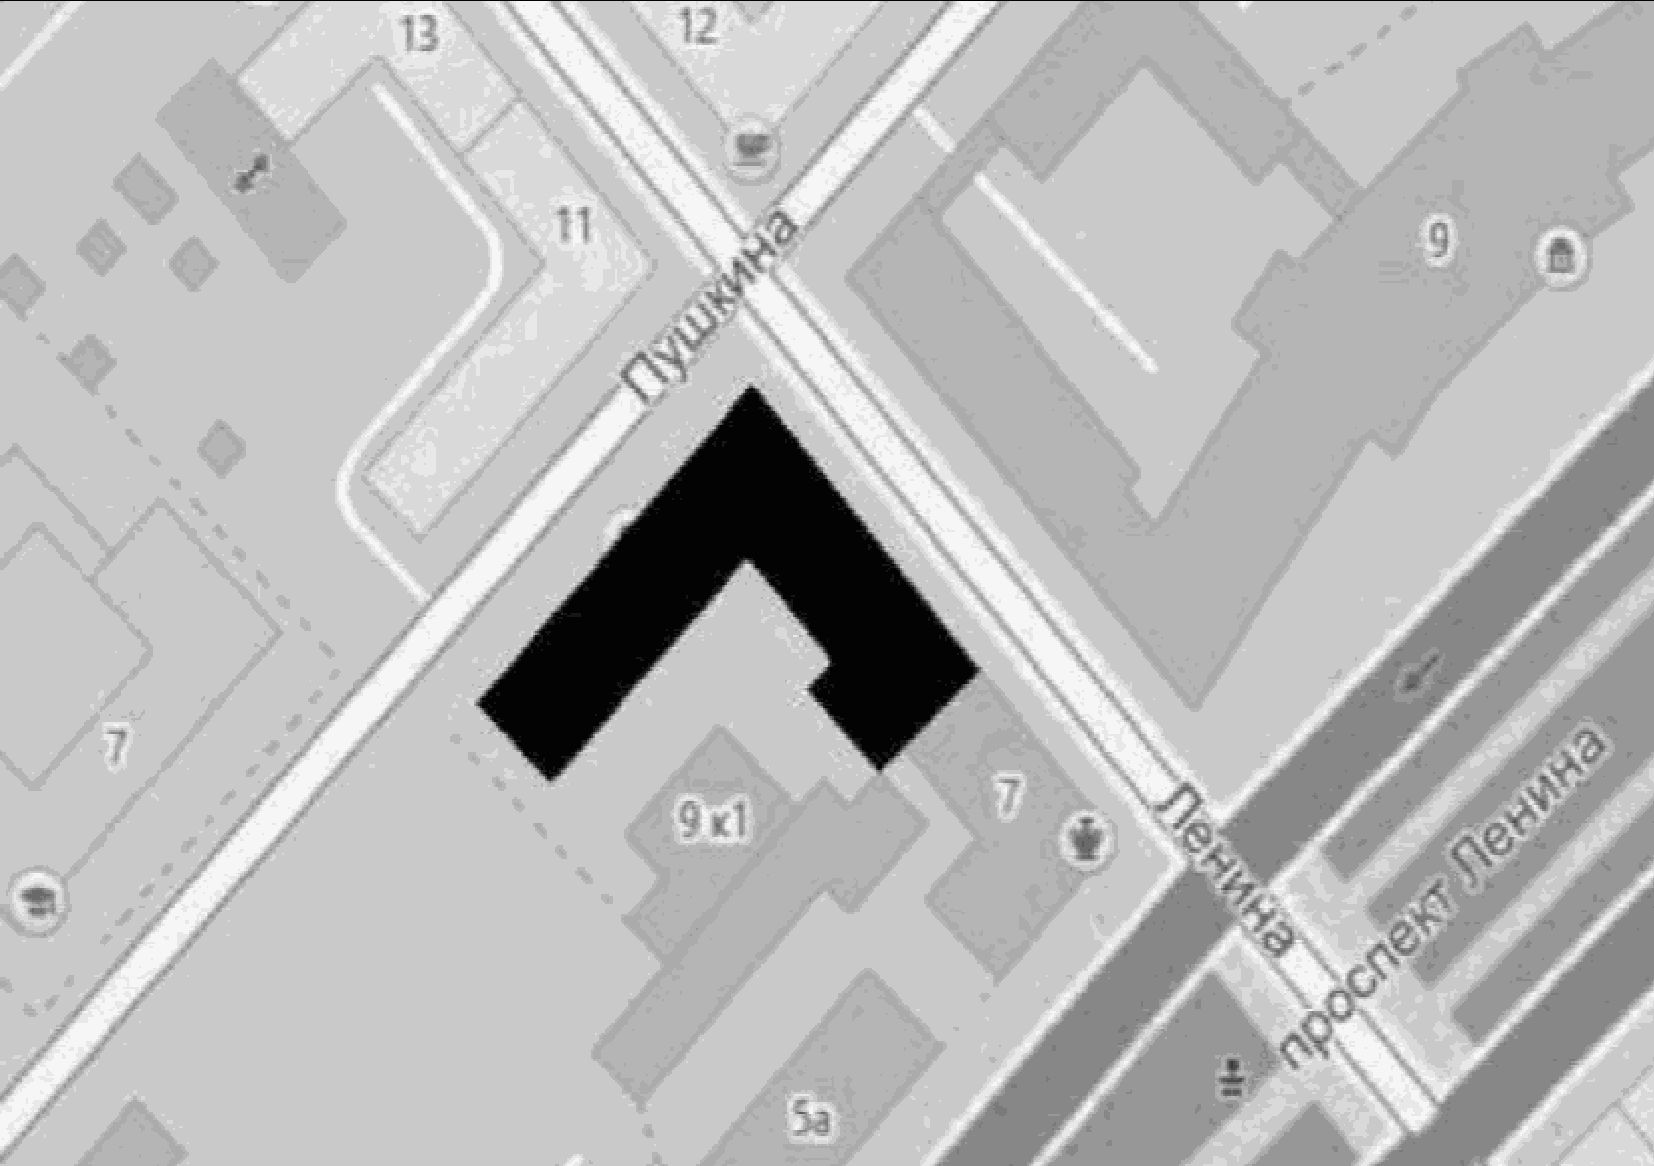 13
12
11
Пушкина
9
7
9 к1
7
Ленина
проспект Ленина
5а